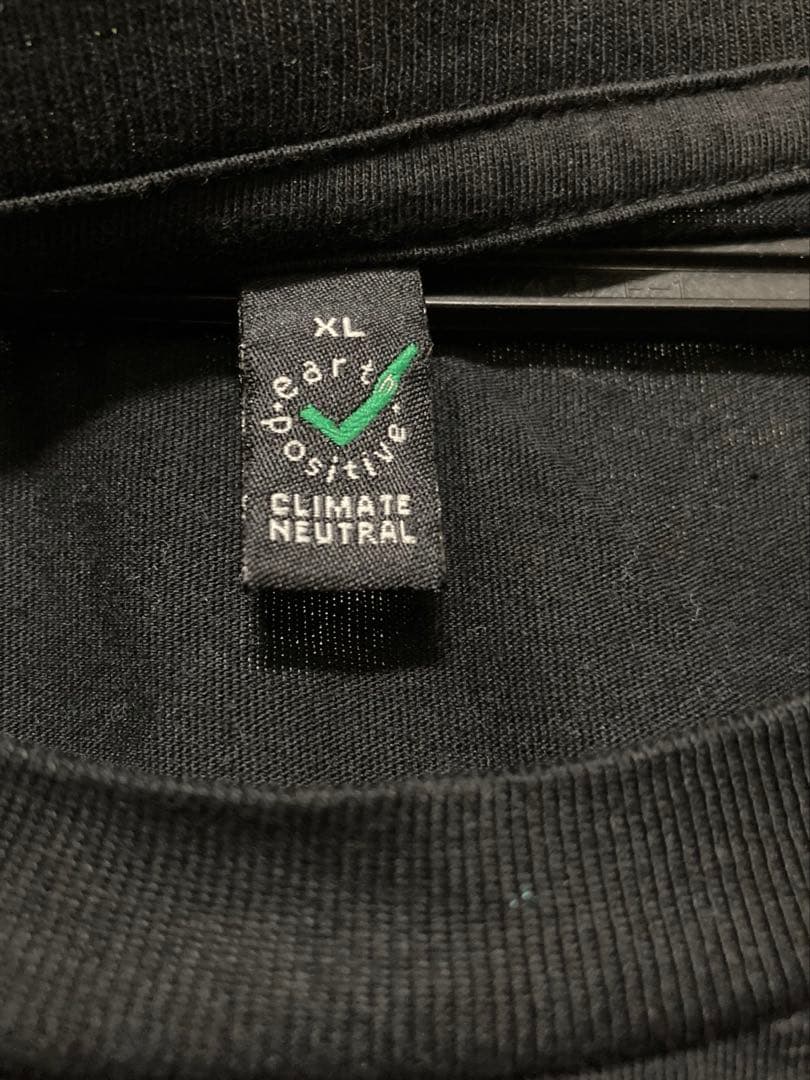 XL
earth
positive
CLIMATE
NEUTRAL